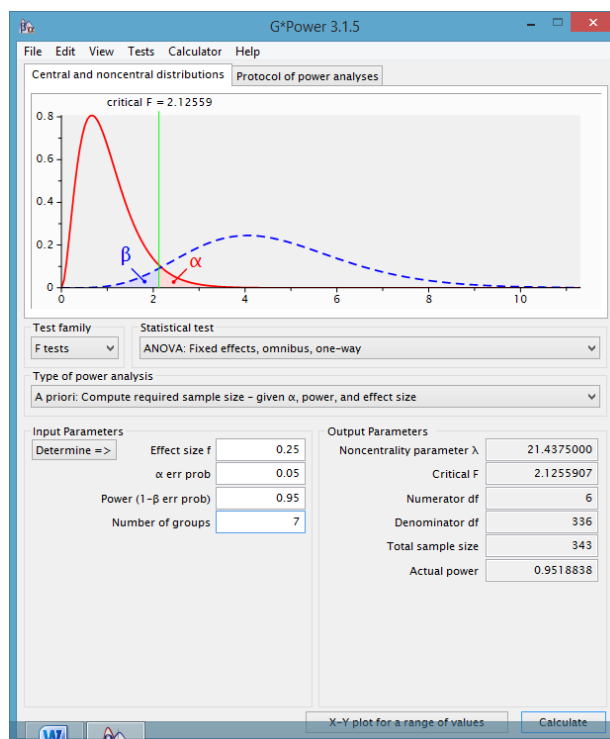 G*Power 3.1.5
File Edit View Tests Calculator Help
Central and noncentral distributions Protocol of power analyses
critical F = 2.12559
0.8
0.6
0.4
0.2
0
β
α
0 2 4 6 8 10
Test family Statistical test
F tests ANOVA: Fixed effects, omnibus, one-way
Type of power analysis
A priori: Compute required sample size – given α, power, and effect size
Input Parameters
Determine =>
Effect size f 0.25
α err prob 0.05
Power (1-β err prob) 0.95
Number of groups 7
Output Parameters
Noncentrality parameter λ 21.4375000
Critical F 2.1255907
Numerator df 6
Denominator df 336
Total sample size 343
Actual power 0.9518838
X-Y plot for a range of values Calculate